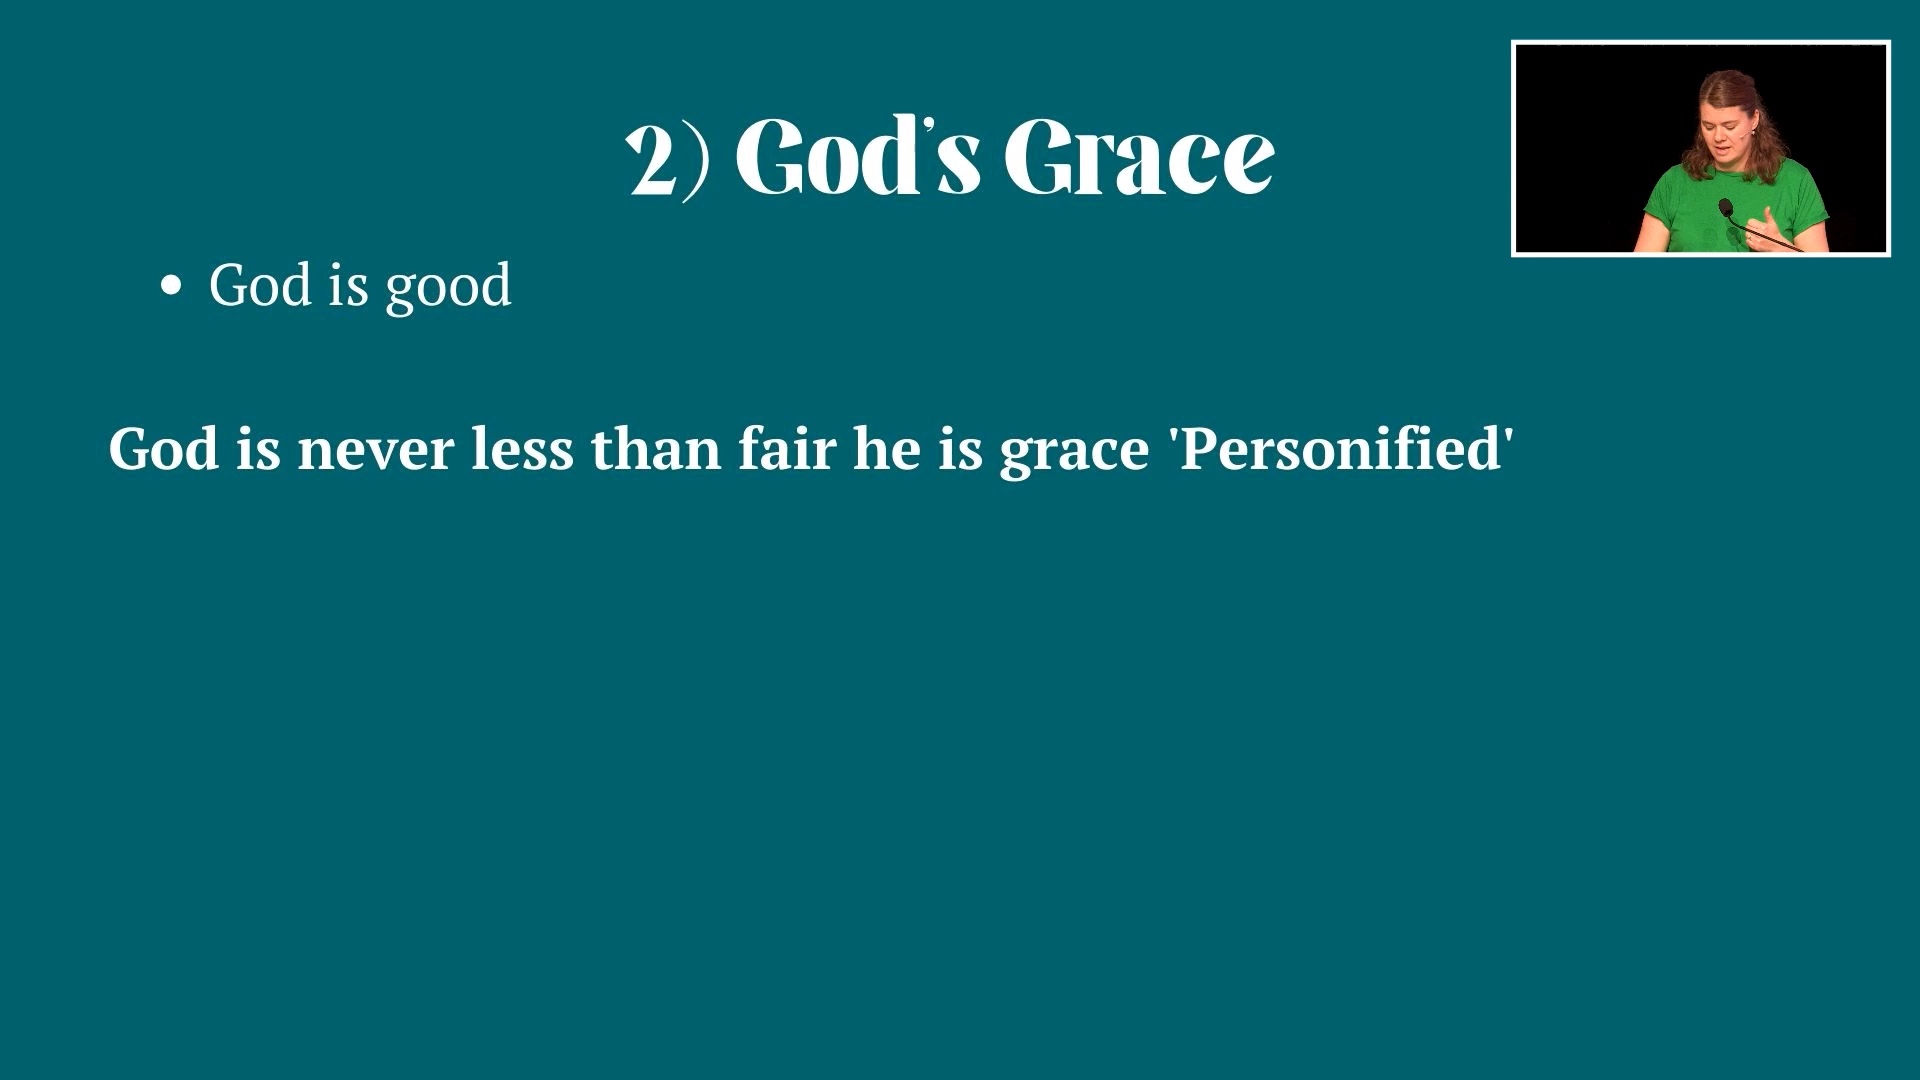 2) God's Grace
• God is good
God is never less than fair he is grace 'Personified'